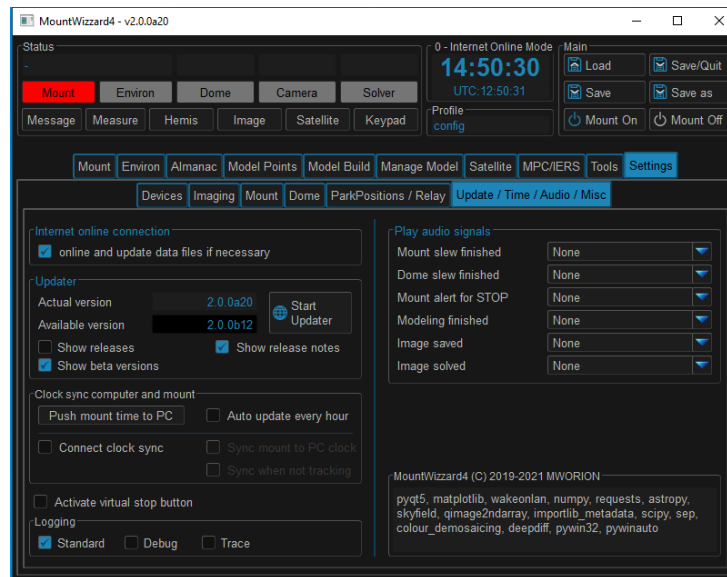 MountWizzard4 - v2.0.0a20
Status
0 - Internet Online Mode
Main
-
14:50:30
Load
Save/Quit
Mount
Environ
Dome
Camera
Solver
UTC:12:50:31
Save
Save as
Message
Measure
Hemis
Image
Satellite
Keypad
Profile
config
Mount On
Mount Off
Mount
Environ
Almanac
Model Points
Model Build
Manage Model
Satellite
MPC/IERS
Tools
Settings
Devices
Imaging
Mount
Dome
ParkPositions / Relay
Update / Time / Audio / Misc
Internet online connection
online and update data files if necessary
Updater
Actual version
2.0.0a20
Available version
2.0.0b12
Start
Updater
Show releases
Show release notes
Show beta versions
Clock sync computer and mount
Push mount time to PC
Auto update every hour
Connect clock sync
Sync mount to PC clock
Sync when not tracking
Activate virtual stop button
Logging
Standard
Debug
Trace
Play audio signals
Mount slew finished
None
Dome slew finished
None
Mount alert for STOP
None
Modeling finished
None
Image saved
None
Image solved
None
MountWizzard4 (C) 2019-2021 MWORION
pyqt5, matplotlib, wakeonlan, numpy, requests, astropy,
skyfield, qimage2ndarray, importlib_metadata, scipy, sep,
colour_demosaicing, deepdiff, pywin32, pywinauto